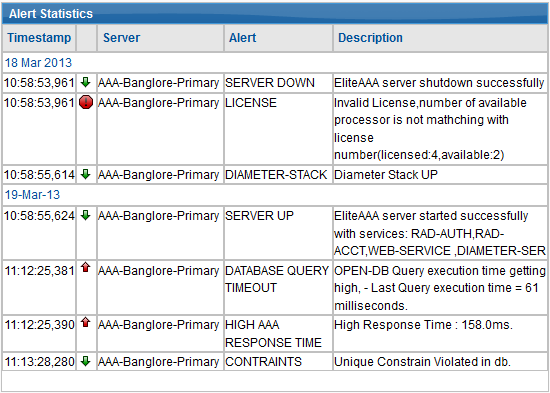 Alert Statistics
Timestamp Server Alert Description
18 Mar 2013
10:58:53,961 AAA-Banglore-Primary SERVER DOWN EliteAAA server shutdown successfully
10:58:53,961 AAA-Banglore-Primary LICENSE Invalid License,number of available
processor is not mathching with
license
number(licensed:4,available:2)
10:58:55,614 AAA-Banglore-Primary DIAMETER-STACK Diameter Stack UP
19-Mar-13
10:58:55,624 AAA-Banglore-Primary SERVER UP EliteAAA server started successfully
with services: RAD-AUTH,RAD-
ACCT,WEB-SERVICE ,DIAMETER-SER
11:12:25,381 AAA-Banglore-Primary DATABASE QUERY OPEN-DB Query execution time getting
TIMEOUT high, - Last Query execution time = 61
milliseconds.
11:12:25,390 AAA-Banglore-Primary HIGH AAA High Response Time : 158.0ms.
RESPONSE TIME
11:13:28,280 AAA-Banglore-Primary CONTRAINTS Unique Constrain Violated in db.